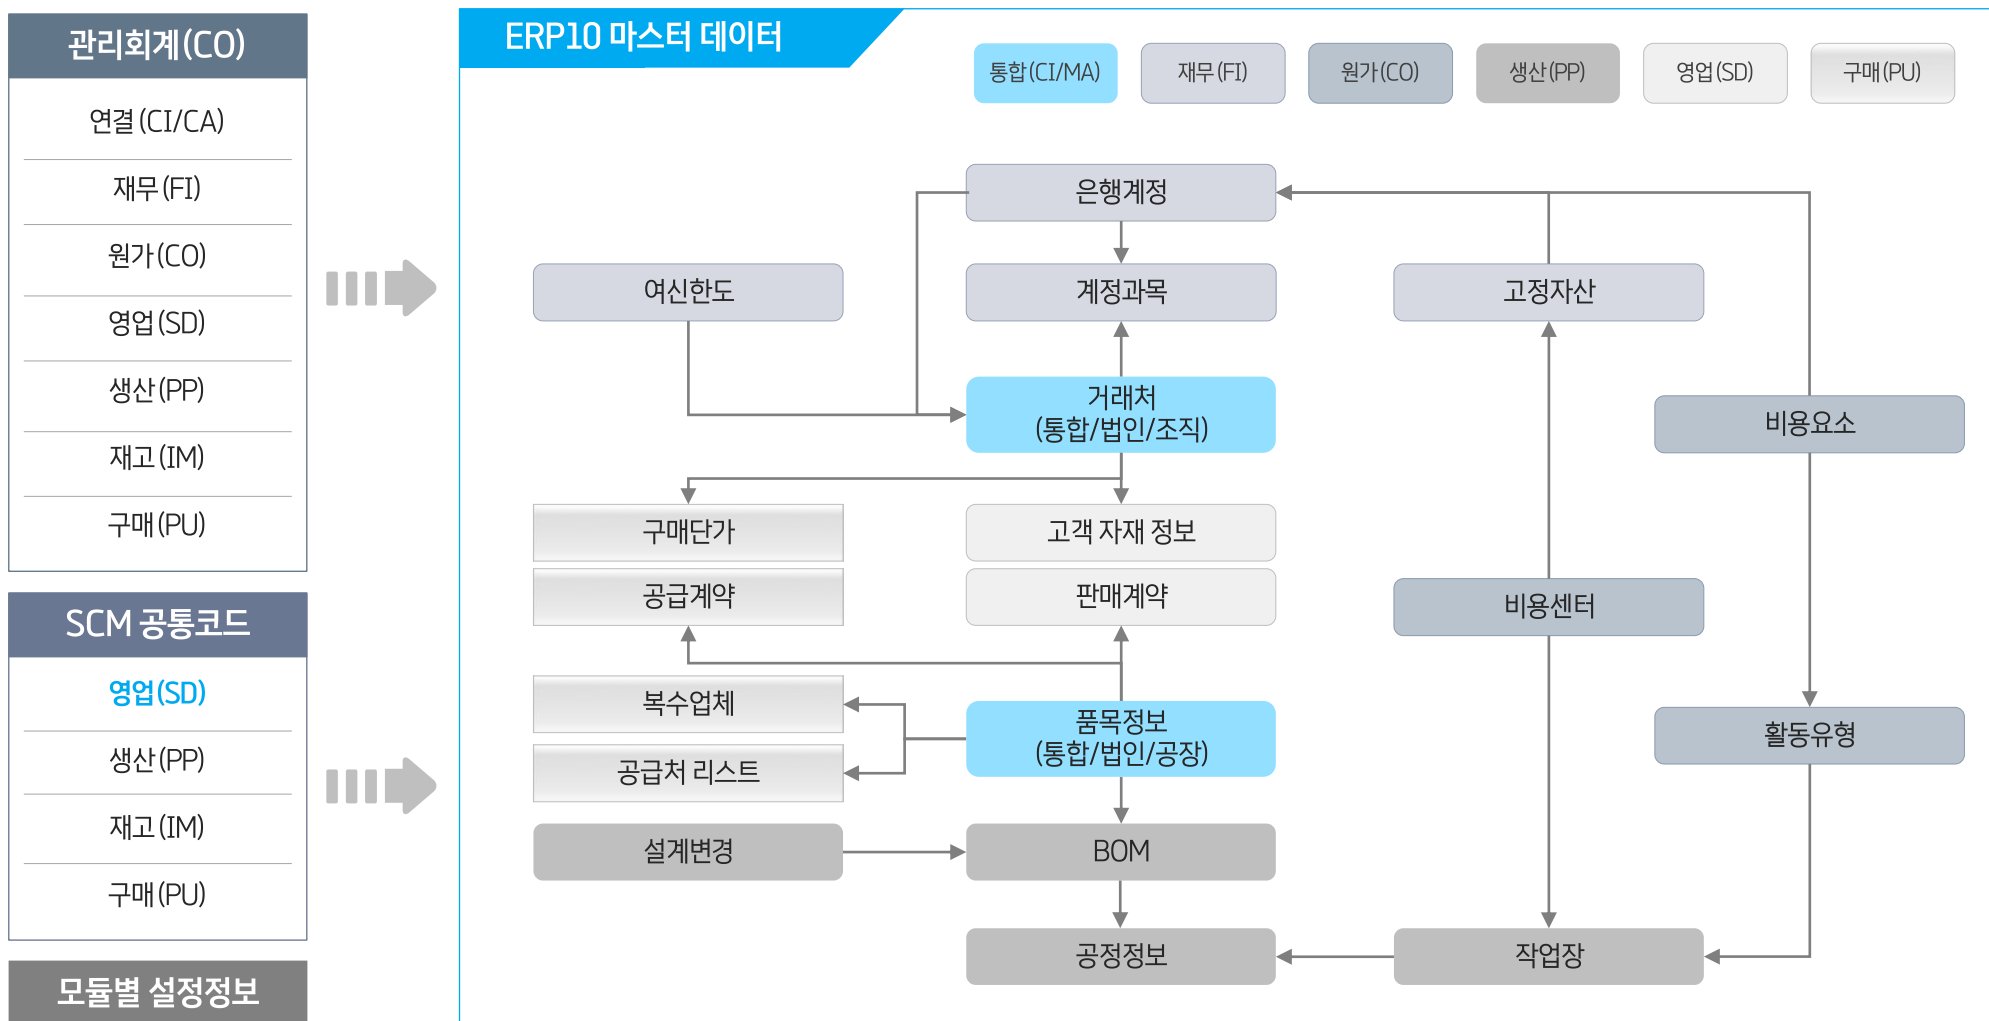 관리회계(CO)
연결(CI/CA)
재무(FI)
원가(CO)
영업(SD)
생산(PP)
재고(IM)
구매(PU)
SCM 공통코드
영업(SD)
생산(PP)
재고(IM)
구매(PU)
모듈별 설정정보
ERP10 마스터 데이터
통합(CI/MA)
재무(FI)
원가(CO)
생산(PP)
영업(SD)
구매(PU)
은행계정
여신한도
계정과목
고정자산
거래처
(통합/법인/조직)
비용요소
구매단가
고객 자재 정보
공급계약
판매계약
비용센터
복수업체
품목정보
(통합/법인/공장)
활동유형
공급처 리스트
설계변경
BOM
공정정보
작업장